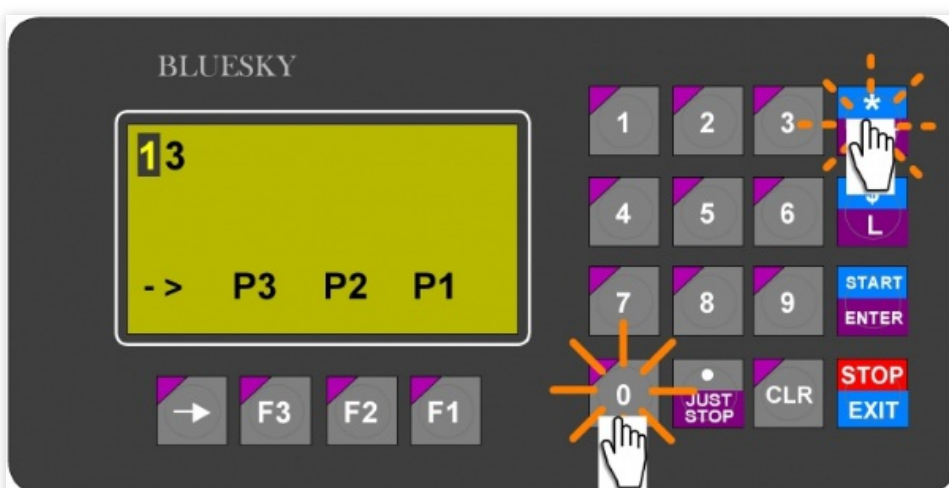 BLUESKY
13
-> P3 P2 P1
1 2 3 *
4 5 6
L
7 8 9 START
ENTER
0 . JUST STOP CLR STOP
EXIT
→ F3 F2 F1